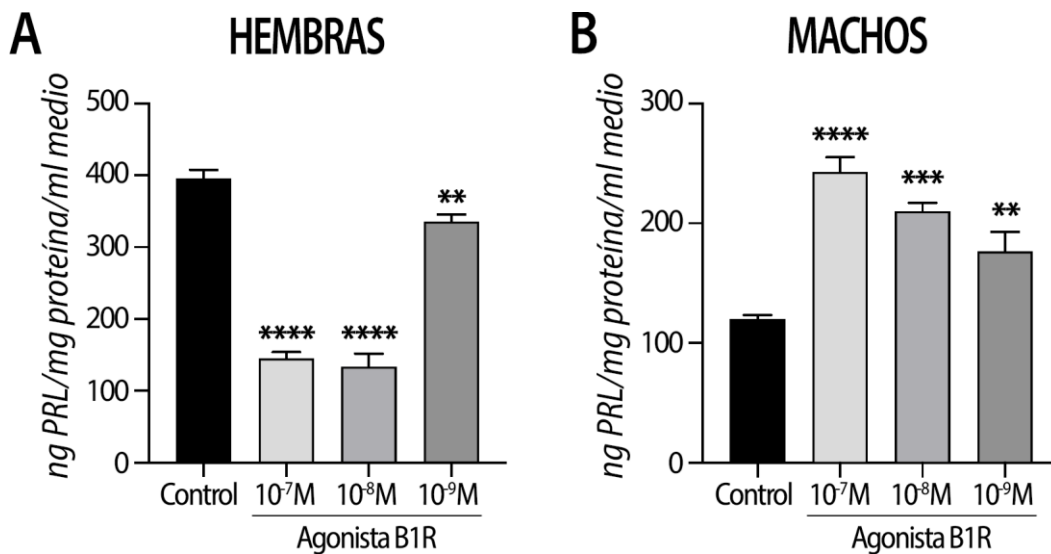 A HEMBRAS
ng PRL/mg proteína/ml medio
500
400
300
200
100
0
****
****
**
Control 10⁻⁷M 10⁻⁸M 10⁻⁹M
Agonista B1R
B MACHOS
ng PRL/mg proteína/ml medio
300
200
100
0
****
***
**
Control 10⁻⁷M 10⁻⁸M 10⁻⁹M
Agonista B1R